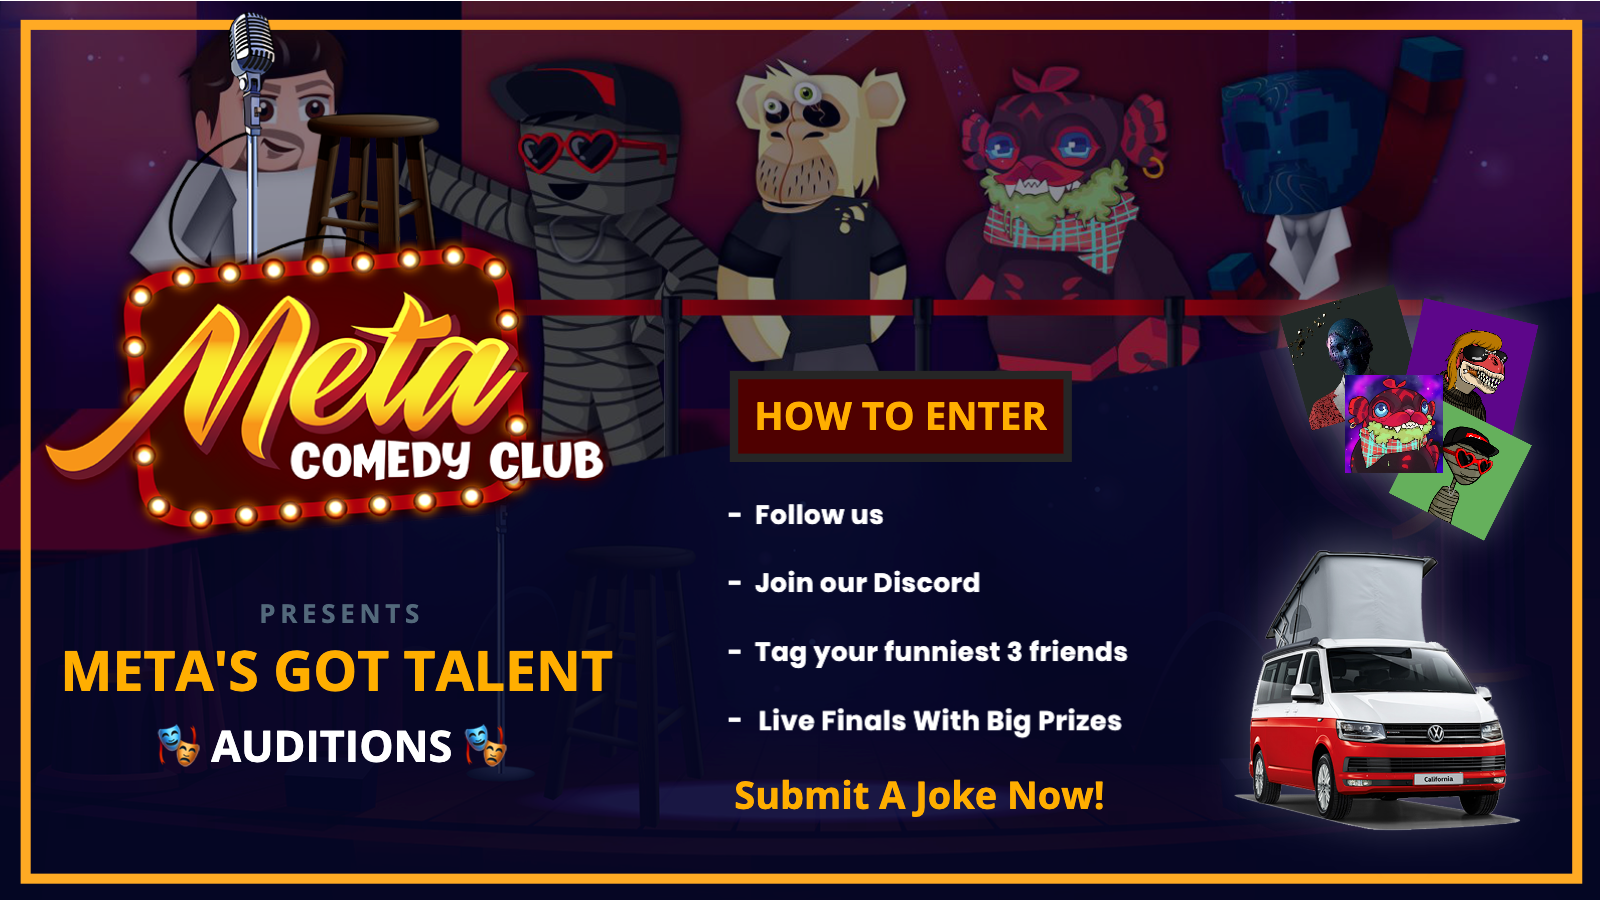 Meta
COMEDY CLUB
PRESENTS
META'S GOT TALENT
🎭 AUDITIONS 🎭
HOW TO ENTER
- Follow us
- Join our Discord
- Tag your funniest 3 friends
- Live Finals With Big Prizes
Submit A Joke Now!
California